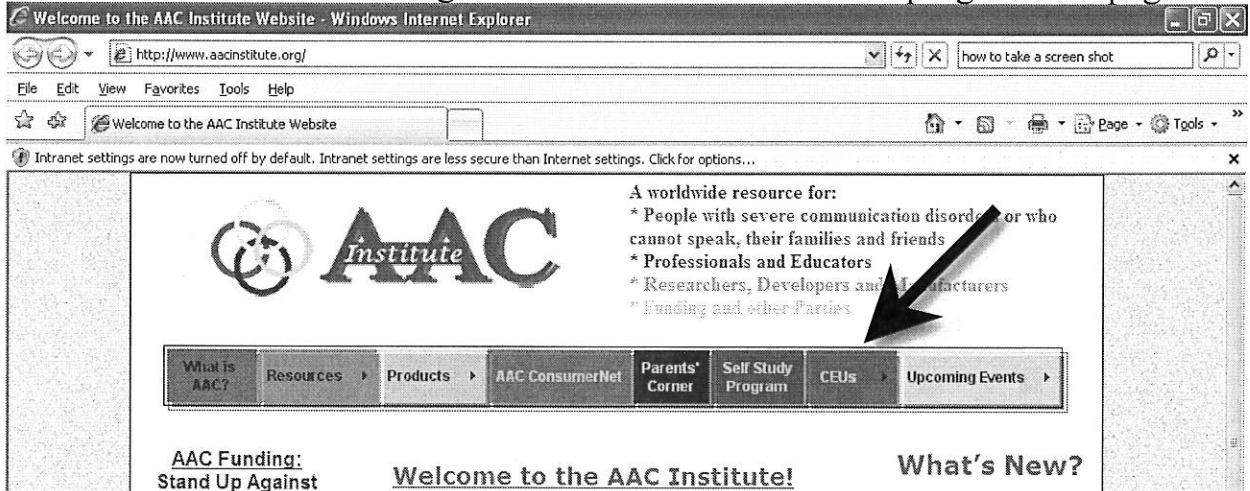 Welcome to the AAC Institute Website - Windows Internet Explorer
http://www.aacinstitute.org/
how to take a screen shot
File Edit View Favorites Tools Help
Welcome to the AAC Institute Website
Page Tools
Intranet settings are now turned off by default. Intranet settings are less secure than Internet settings. Click for options...
AAC
Institute
A worldwide resource for:
* People with severe communication disorders or who
cannot speak, their families and friends
* Professionals and Educators
* Researchers, Developers and Manufacturers
* Funding and other Parties
What is
AAC?
Resources
Products
AAC ConsumerNet
Parents'
Corner
Self Study
Program
CEUs
Upcoming Events
AAC Funding:
Stand Up Against
Welcome to the AAC Institute!
What's New?